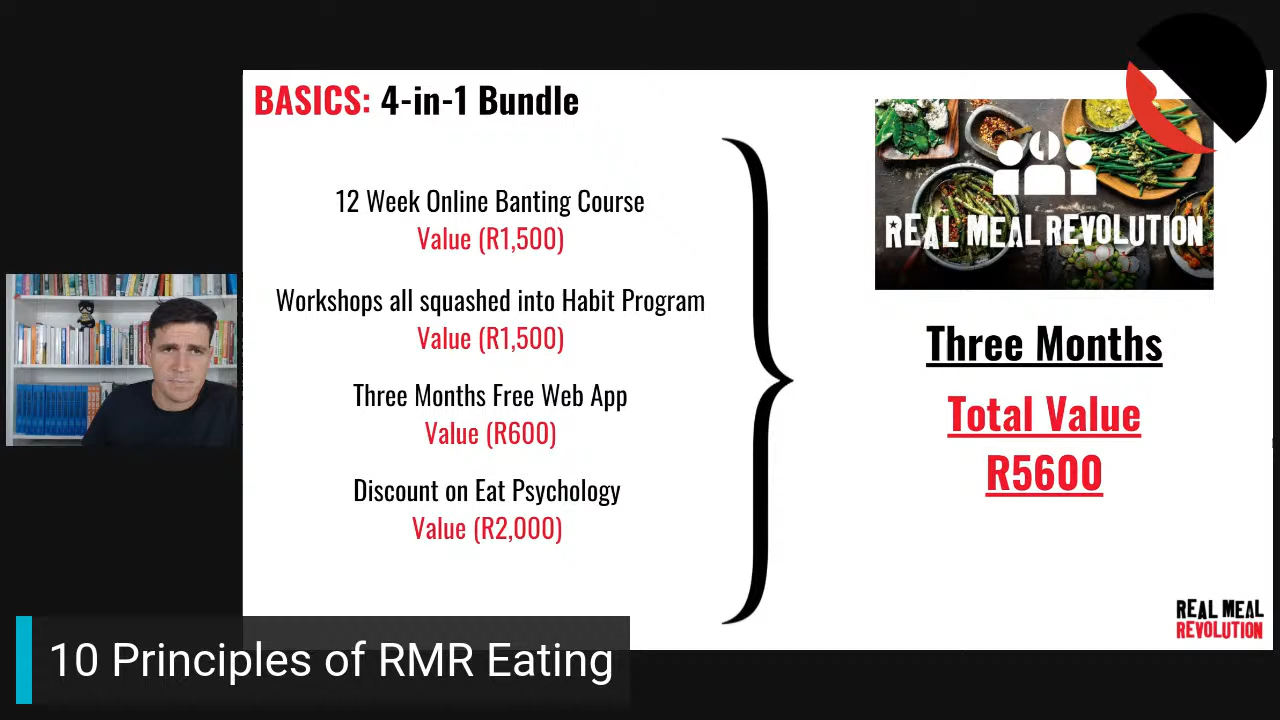 BASICS: 4-in-1 Bundle
12 Week Online Banting Course
Value (R1,500)
Workshops all squashed into Habit Program
Value (R1,500)
Three Months Free Web App
Value (R600)
Discount on Eat Psychology
Value (R2,000)
REAL MEAL REVOLUTION
Three Months
Total Value
R5600
REAL MEAL
REVOLUTION
10 Principles of RMR Eating